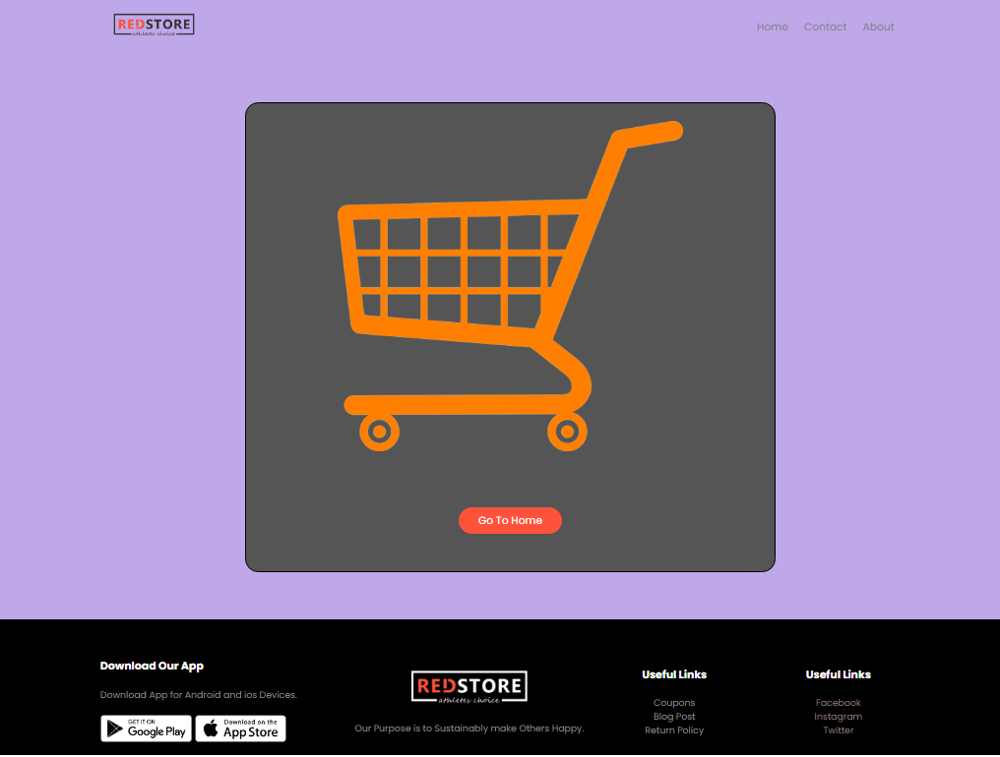 REDSTORE
athletes choice
Home Contact About
Go To Home
Download Our App
Download App for Android and ios Devices.
GET IT ON
Google Play
Download on the
App Store
REDSTORE
athletes choice
Our Purpose is to Sustainably make Others Happy.
Useful Links
Coupons
Blog Post
Return Policy
Useful Links
Facebook
Instagram
Twitter